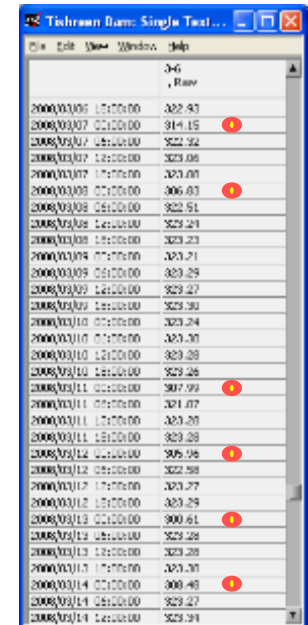 Tishreen Dam: Single Text...
File Edit View Window Help
3-6
, Raw
2008/03/06 18:00:00 322.93
2008/03/07 00:00:00 314.15
2008/03/07 06:00:00 322.92
2008/03/07 12:00:00 323.06
2008/03/07 18:00:00 323.08
2008/03/08 00:00:00 306.83
2008/03/08 06:00:00 322.51
2008/03/08 12:00:00 323.24
2008/03/08 18:00:00 323.23
2008/03/09 00:00:00 323.21
2008/03/09 06:00:00 323.29
2008/03/09 12:00:00 323.27
2008/03/09 18:00:00 323.30
2008/03/10 00:00:00 323.24
2008/03/10 06:00:00 323.30
2008/03/10 12:00:00 323.28
2008/03/10 18:00:00 323.26
2008/03/11 00:00:00 307.99
2008/03/11 06:00:00 321.87
2008/03/11 12:00:00 323.28
2008/03/11 18:00:00 323.28
2008/03/12 00:00:00 305.96
2008/03/12 06:00:00 322.58
2008/03/12 12:00:00 323.27
2008/03/12 18:00:00 323.29
2008/03/13 00:00:00 300.61
2008/03/13 06:00:00 323.28
2008/03/13 12:00:00 323.28
2008/03/13 18:00:00 323.30
2008/03/14 00:00:00 308.48
2008/03/14 06:00:00 323.27
2008/03/14 12:00:00 323.34